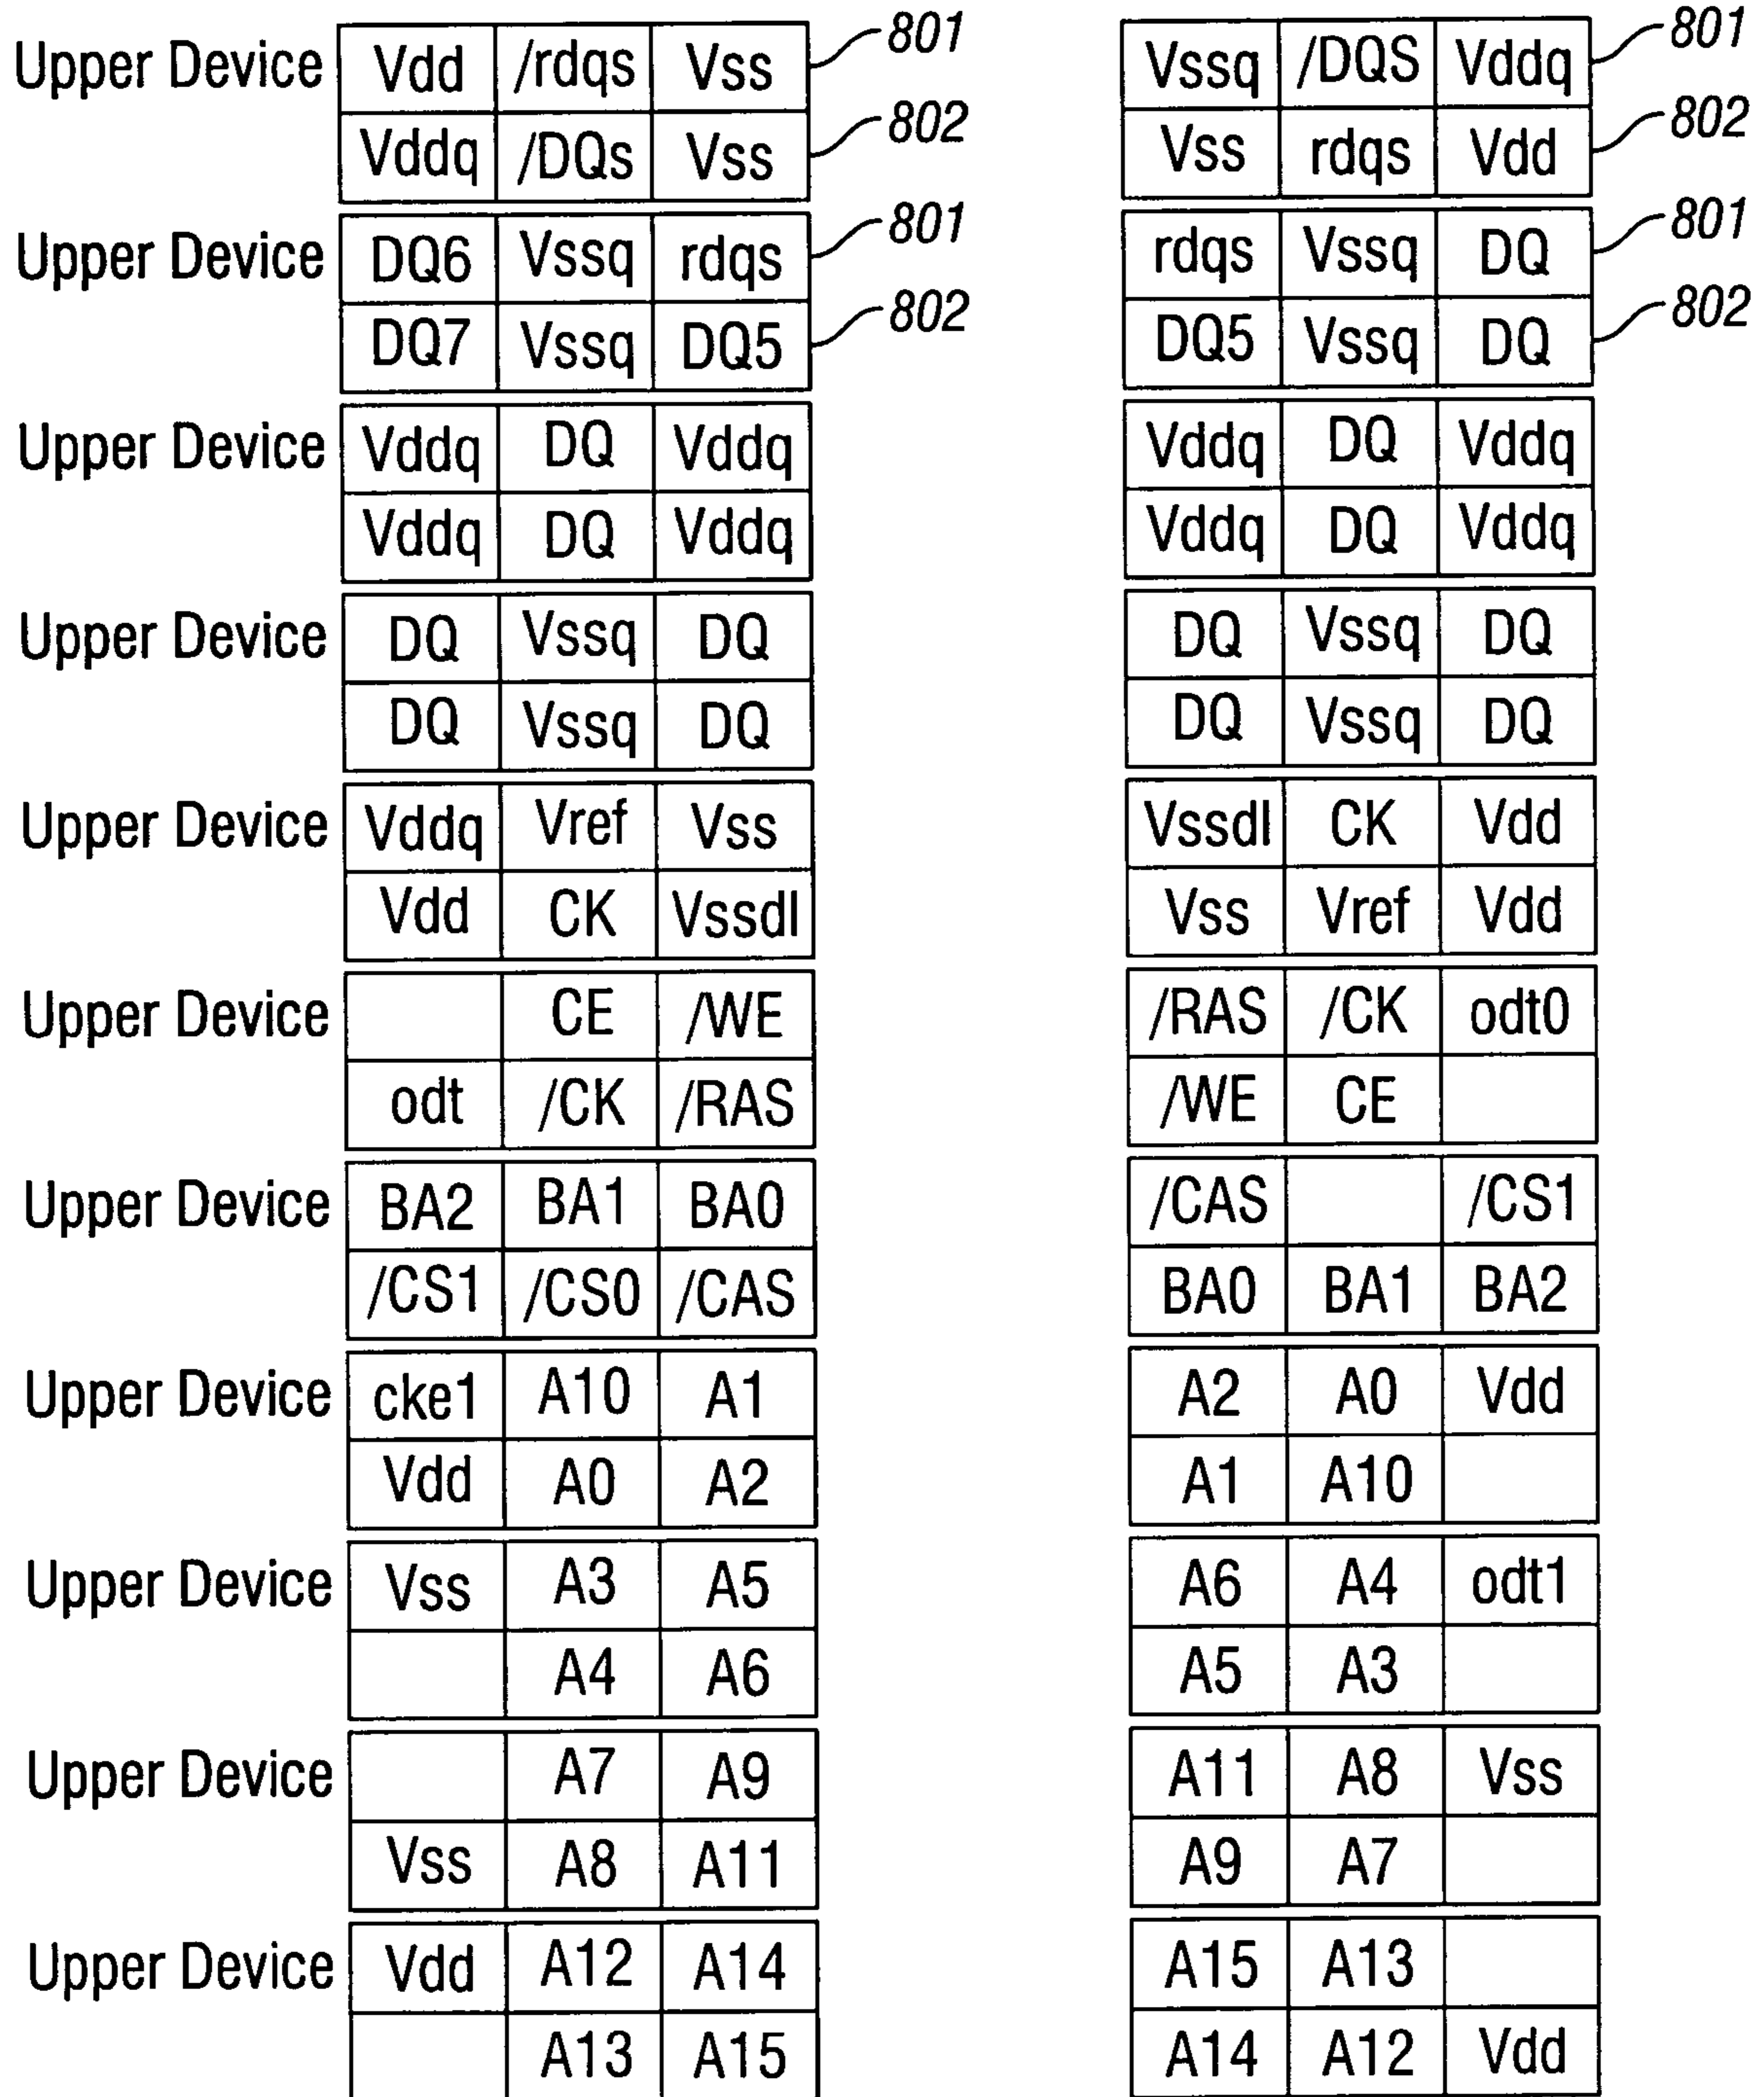 Upper Device Vdd /rdqs Vss 801 Vssq /DQS Vddq 801
Vddq /DQs Vss 802 Vss rdqs Vdd 802
Upper Device DQ6 Vssq rdqs 801 rdqs Vssq DQ 801
DQ7 Vssq DQ5 802 DQ5 Vssq DQ 802
Upper Device Vddq DQ Vddq Vddq DQ Vddq
Vddq DQ Vddq Vddq DQ Vddq
Upper Device DQ Vssq DQ DQ Vssq DQ
DQ Vssq DQ DQ Vssq DQ
Upper Device Vddq Vref Vss Vssdl CK Vdd
Vdd CK Vssdl Vss Vref Vdd
Upper Device CE /WE /RAS /CK odt0
odt /CK /RAS /WE CE
Upper Device BA2 BA1 BA0 /CAS /CS1
/CS1 /CS0 /CAS BA0 BA1 BA2
Upper Device cke1 A10 A1 A2 A0 Vdd
Vdd A0 A2 A1 A10
Upper Device Vss A3 A5 A6 A4 odt1
A4 A6 A5 A3
Upper Device A7 A9 A11 A8 Vss
Vss A8 A11 A9 A7
Upper Device Vdd A12 A14 A15 A13
A13 A15 A14 A12 Vdd